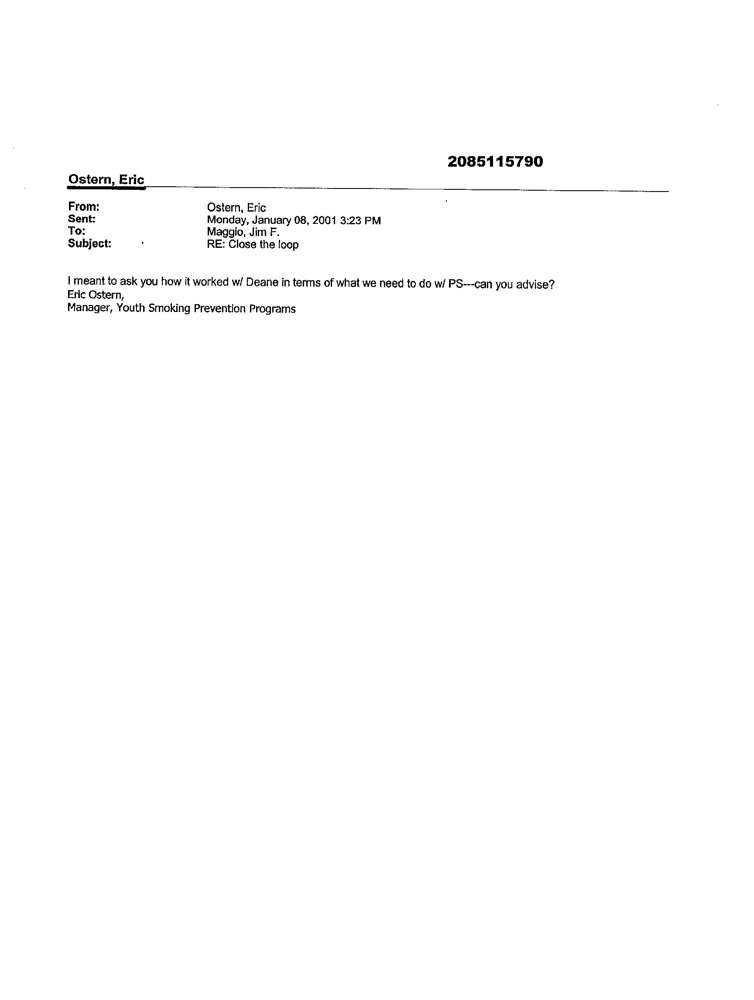 2085115790
Ostern, Eric
From: Ostern, Eric
Sent: Monday, January 08, 2001 3:23 PM
To: Maggio, Jim F.
Subject: RE: Close the loop
I meant to ask you how it worked w/ Deane in terms of what we need to do w/ PS---can you advise?
Eric Ostern,
Manager, Youth Smoking Prevention Programs